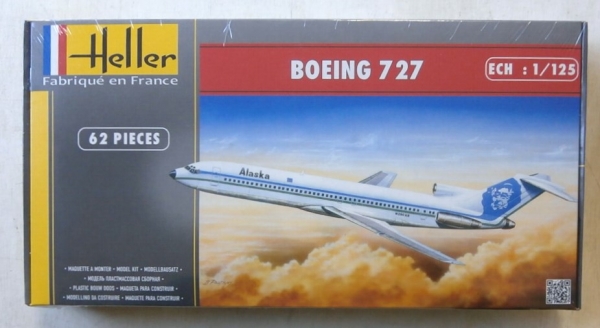 Heller
Fabriqué en France
BOEING 727
ECH : 1/125
62 PIECES
Alaska
• MAQUETTE A MONTER • MODEL KIT • MODELLBAUSATZ •
• МОДЕЛЬ ПЛАСТМАССОВАЯ СБОРНАЯ •
• PLASTIC BOUW DOOS • MAQUETA PARA CONSTRUIR •
• MODELLINO DA COSTRUIRE • MAQUETE PARA CONSTRUIR •